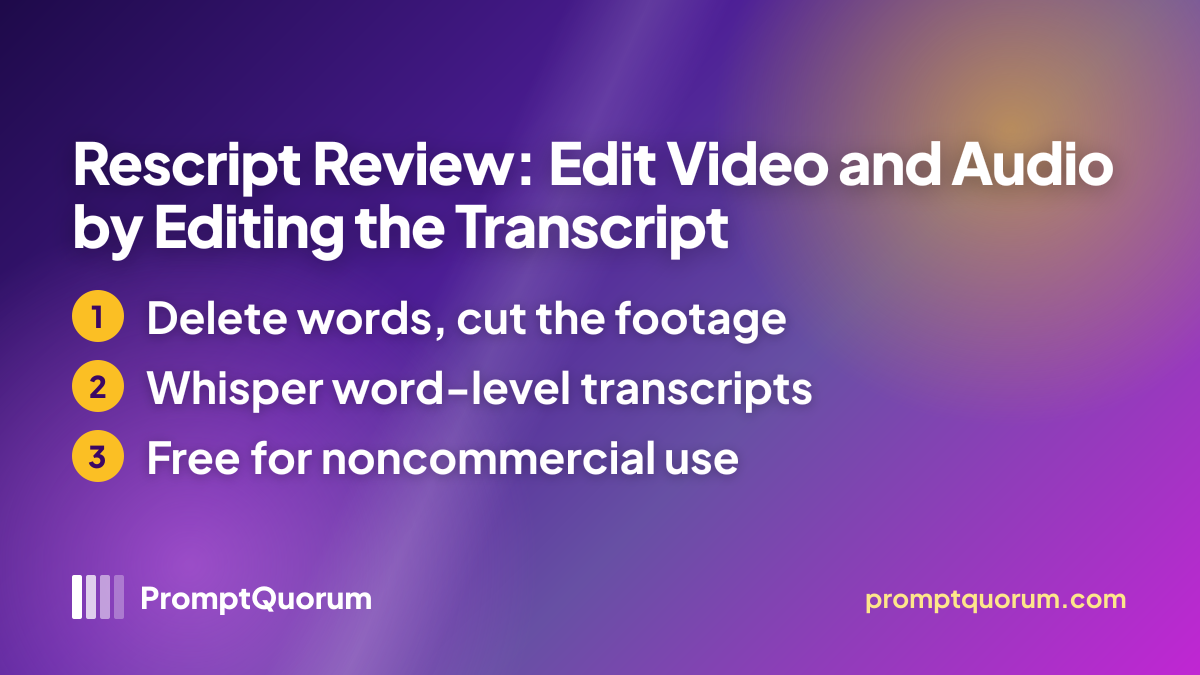 Rescript Review: Edit Video and Audio
by Editing the Transcript
1 Delete words, cut the footage
2 Whisper word-level transcripts
3 Free for noncommercial use
PromptQuorum
promptquorum.com